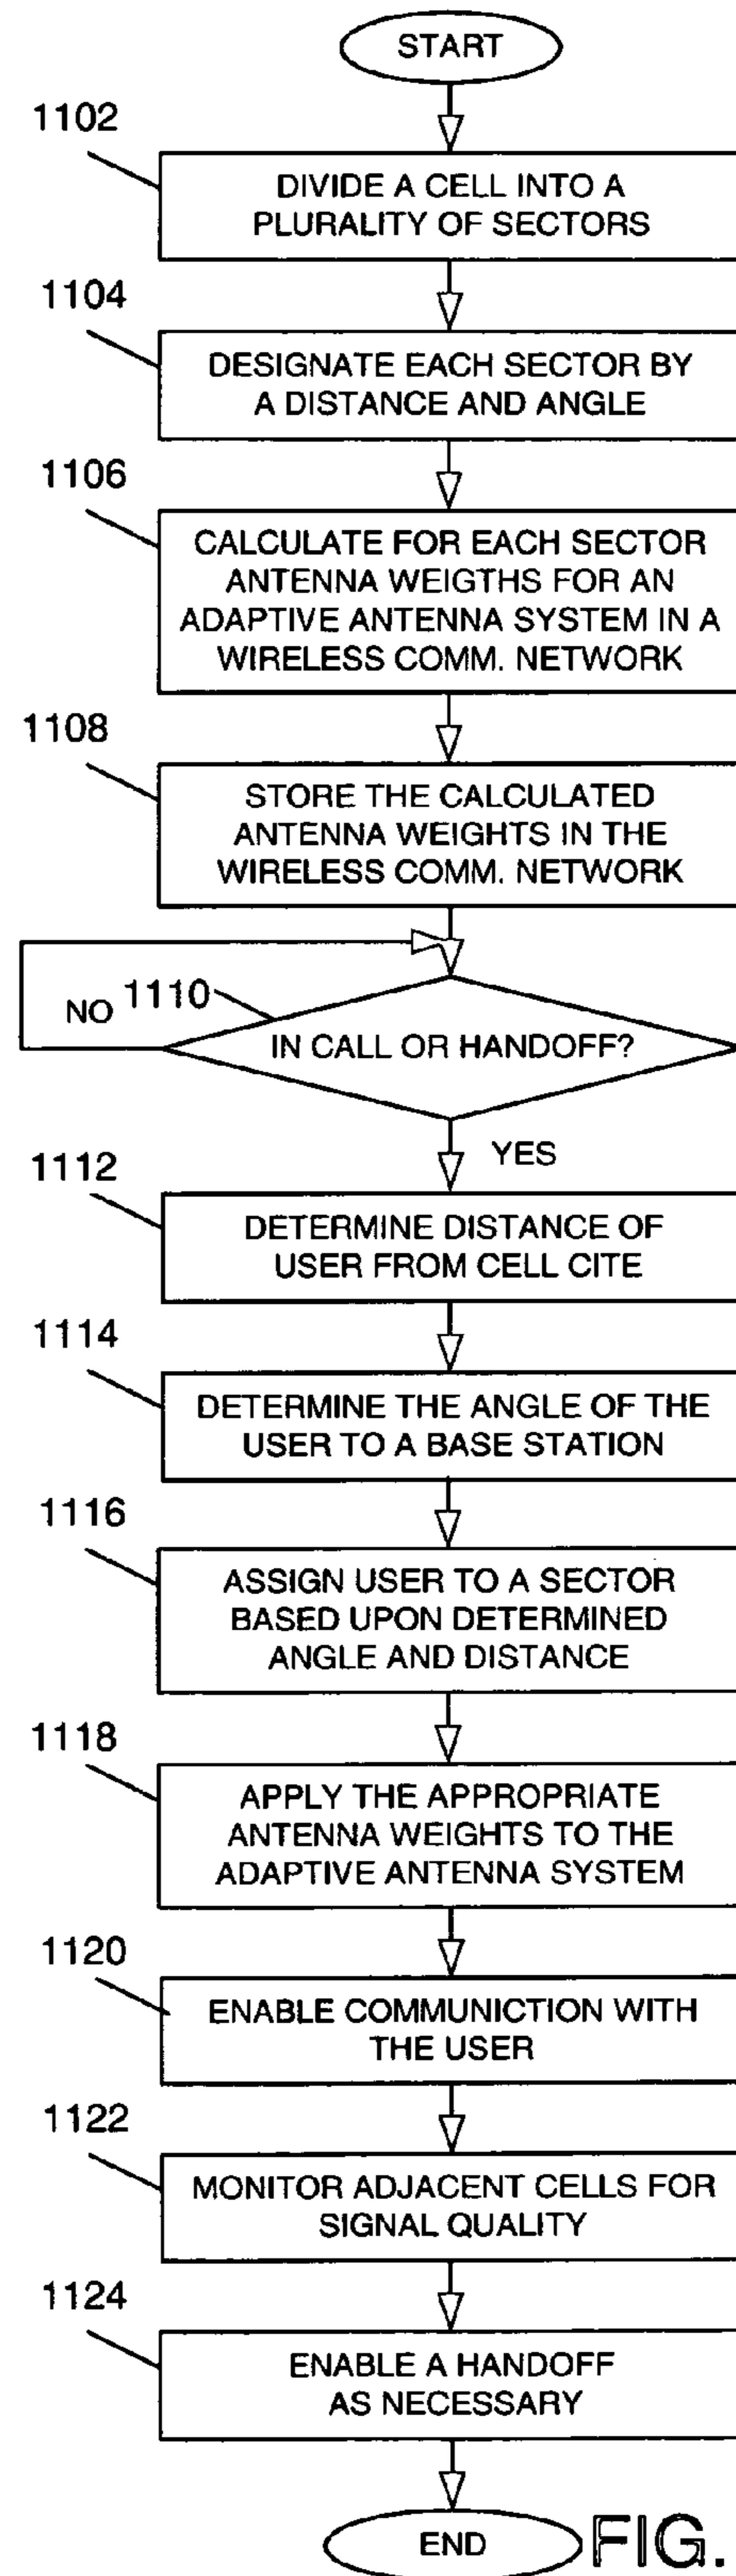 START
1102
DIVIDE A CELL INTO A
PLURALITY OF SECTORS
1104
DESIGNATE EACH SECTOR BY
A DISTANCE AND ANGLE
1106
CALCULATE FOR EACH SECTOR
ANTENNA WEIGTHS FOR AN
ADAPTIVE ANTENNA SYSTEM IN A
WIRELESS COMM. NETWORK
1108
STORE THE CALCULATED
ANTENNA WEIGHTS IN THE
WIRELESS COMM. NETWORK
NO 1110
IN CALL OR HANDOFF?
YES
1112
DETERMINE DISTANCE OF
USER FROM CELL CITE
1114
DETERMINE THE ANGLE OF THE
USER TO A BASE STATION
1116
ASSIGN USER TO A SECTOR
BASED UPON DETERMINED
ANGLE AND DISTANCE
1118
APPLY THE APPROPRIATE
ANTENNA WEIGHTS TO THE
ADAPTIVE ANTENNA SYSTEM
1120
ENABLE COMMUNICTION WITH
THE USER
1122
MONITOR ADJACENT CELLS FOR
SIGNAL QUALITY
1124
ENABLE A HANDOFF
AS NECESSARY
END
FIG.